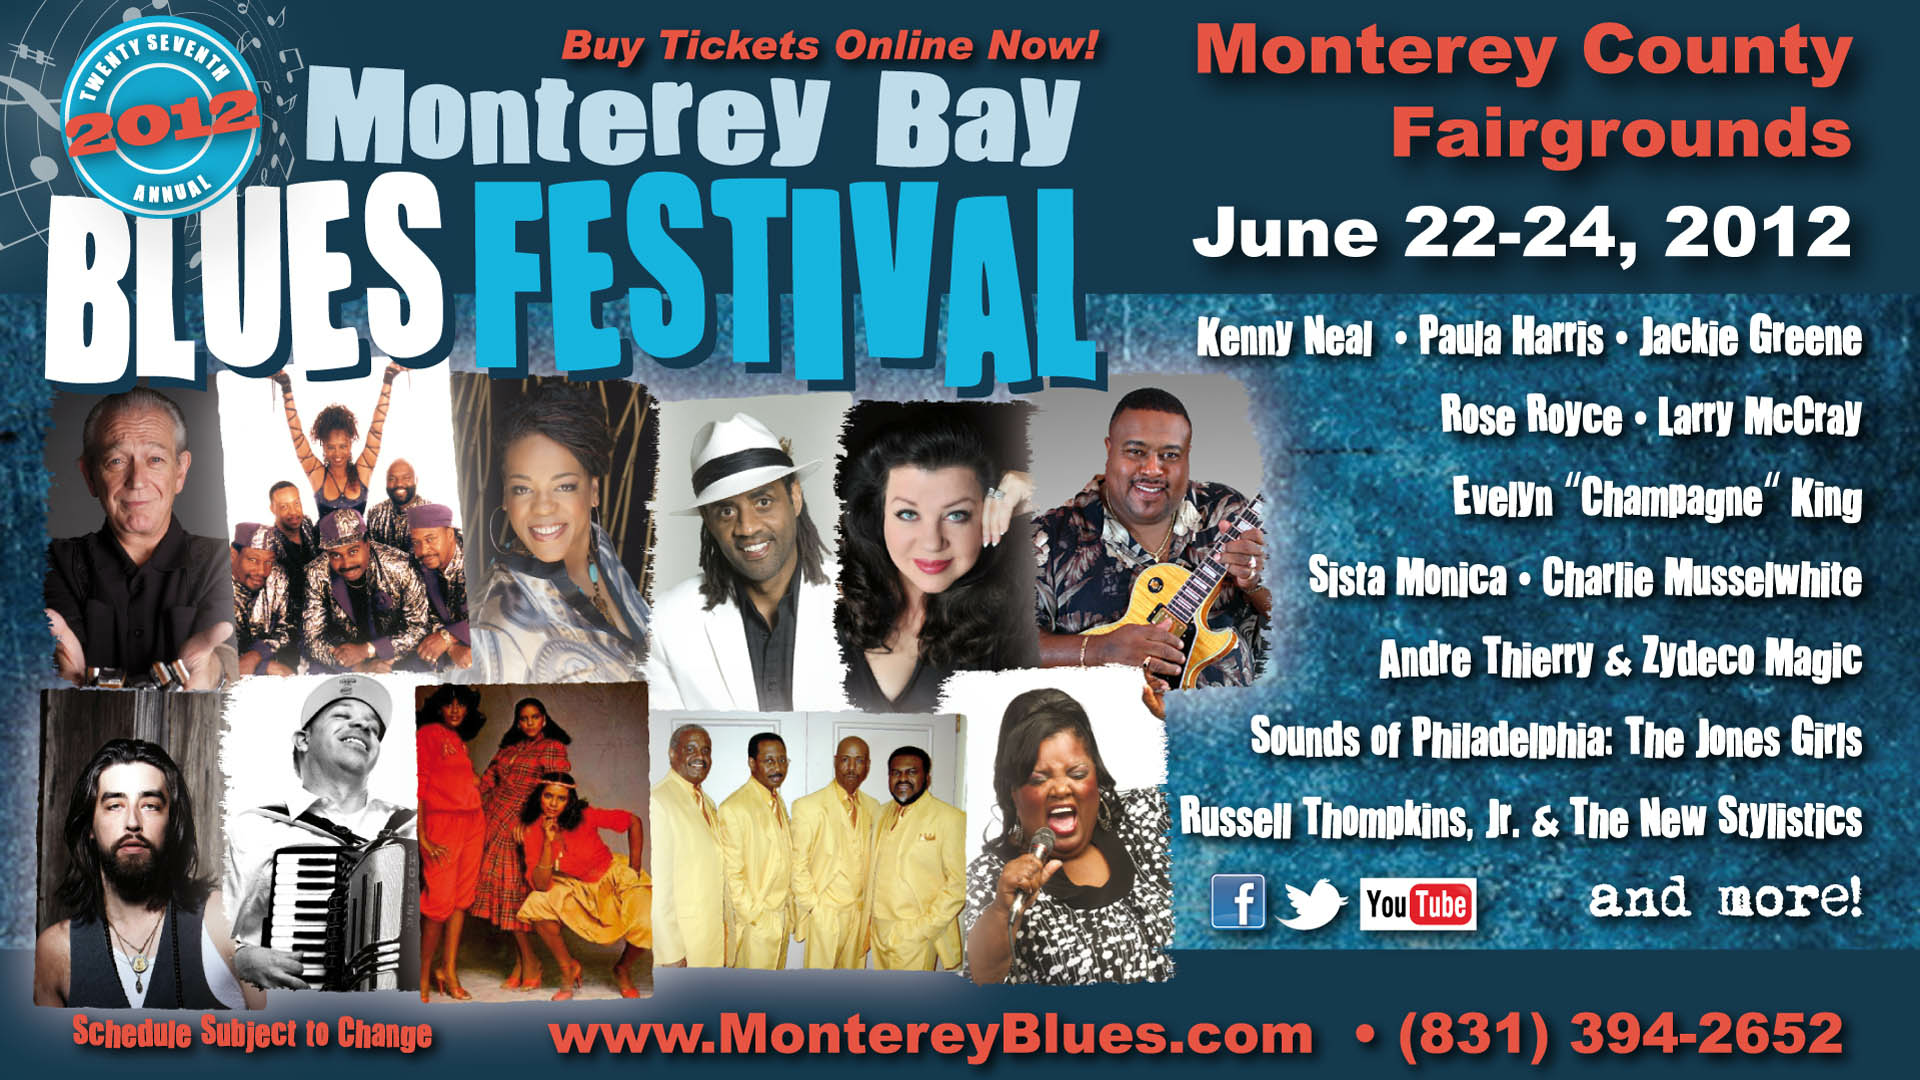 TWENTY SEVENTH
2012
ANNUAL
Buy Tickets Online Now!
Monterey Bay
BLUES FESTIVAL
Monterey County
Fairgrounds
June 22-24, 2012
Kenny Neal • Paula Harris • Jackie Greene
Rose Royce • Larry McCray
Evelyn "Champagne" King
Sista Monica • Charlie Musselwhite
Andre Thierry & Zydeco Magic
Sounds of Philadelphia: The Jones Girls
Russell Thompkins, Jr. & The New Stylistics
f
You Tube
and more!
Schedule Subject to Change
www.MontereyBlues.com • (831) 394-2652